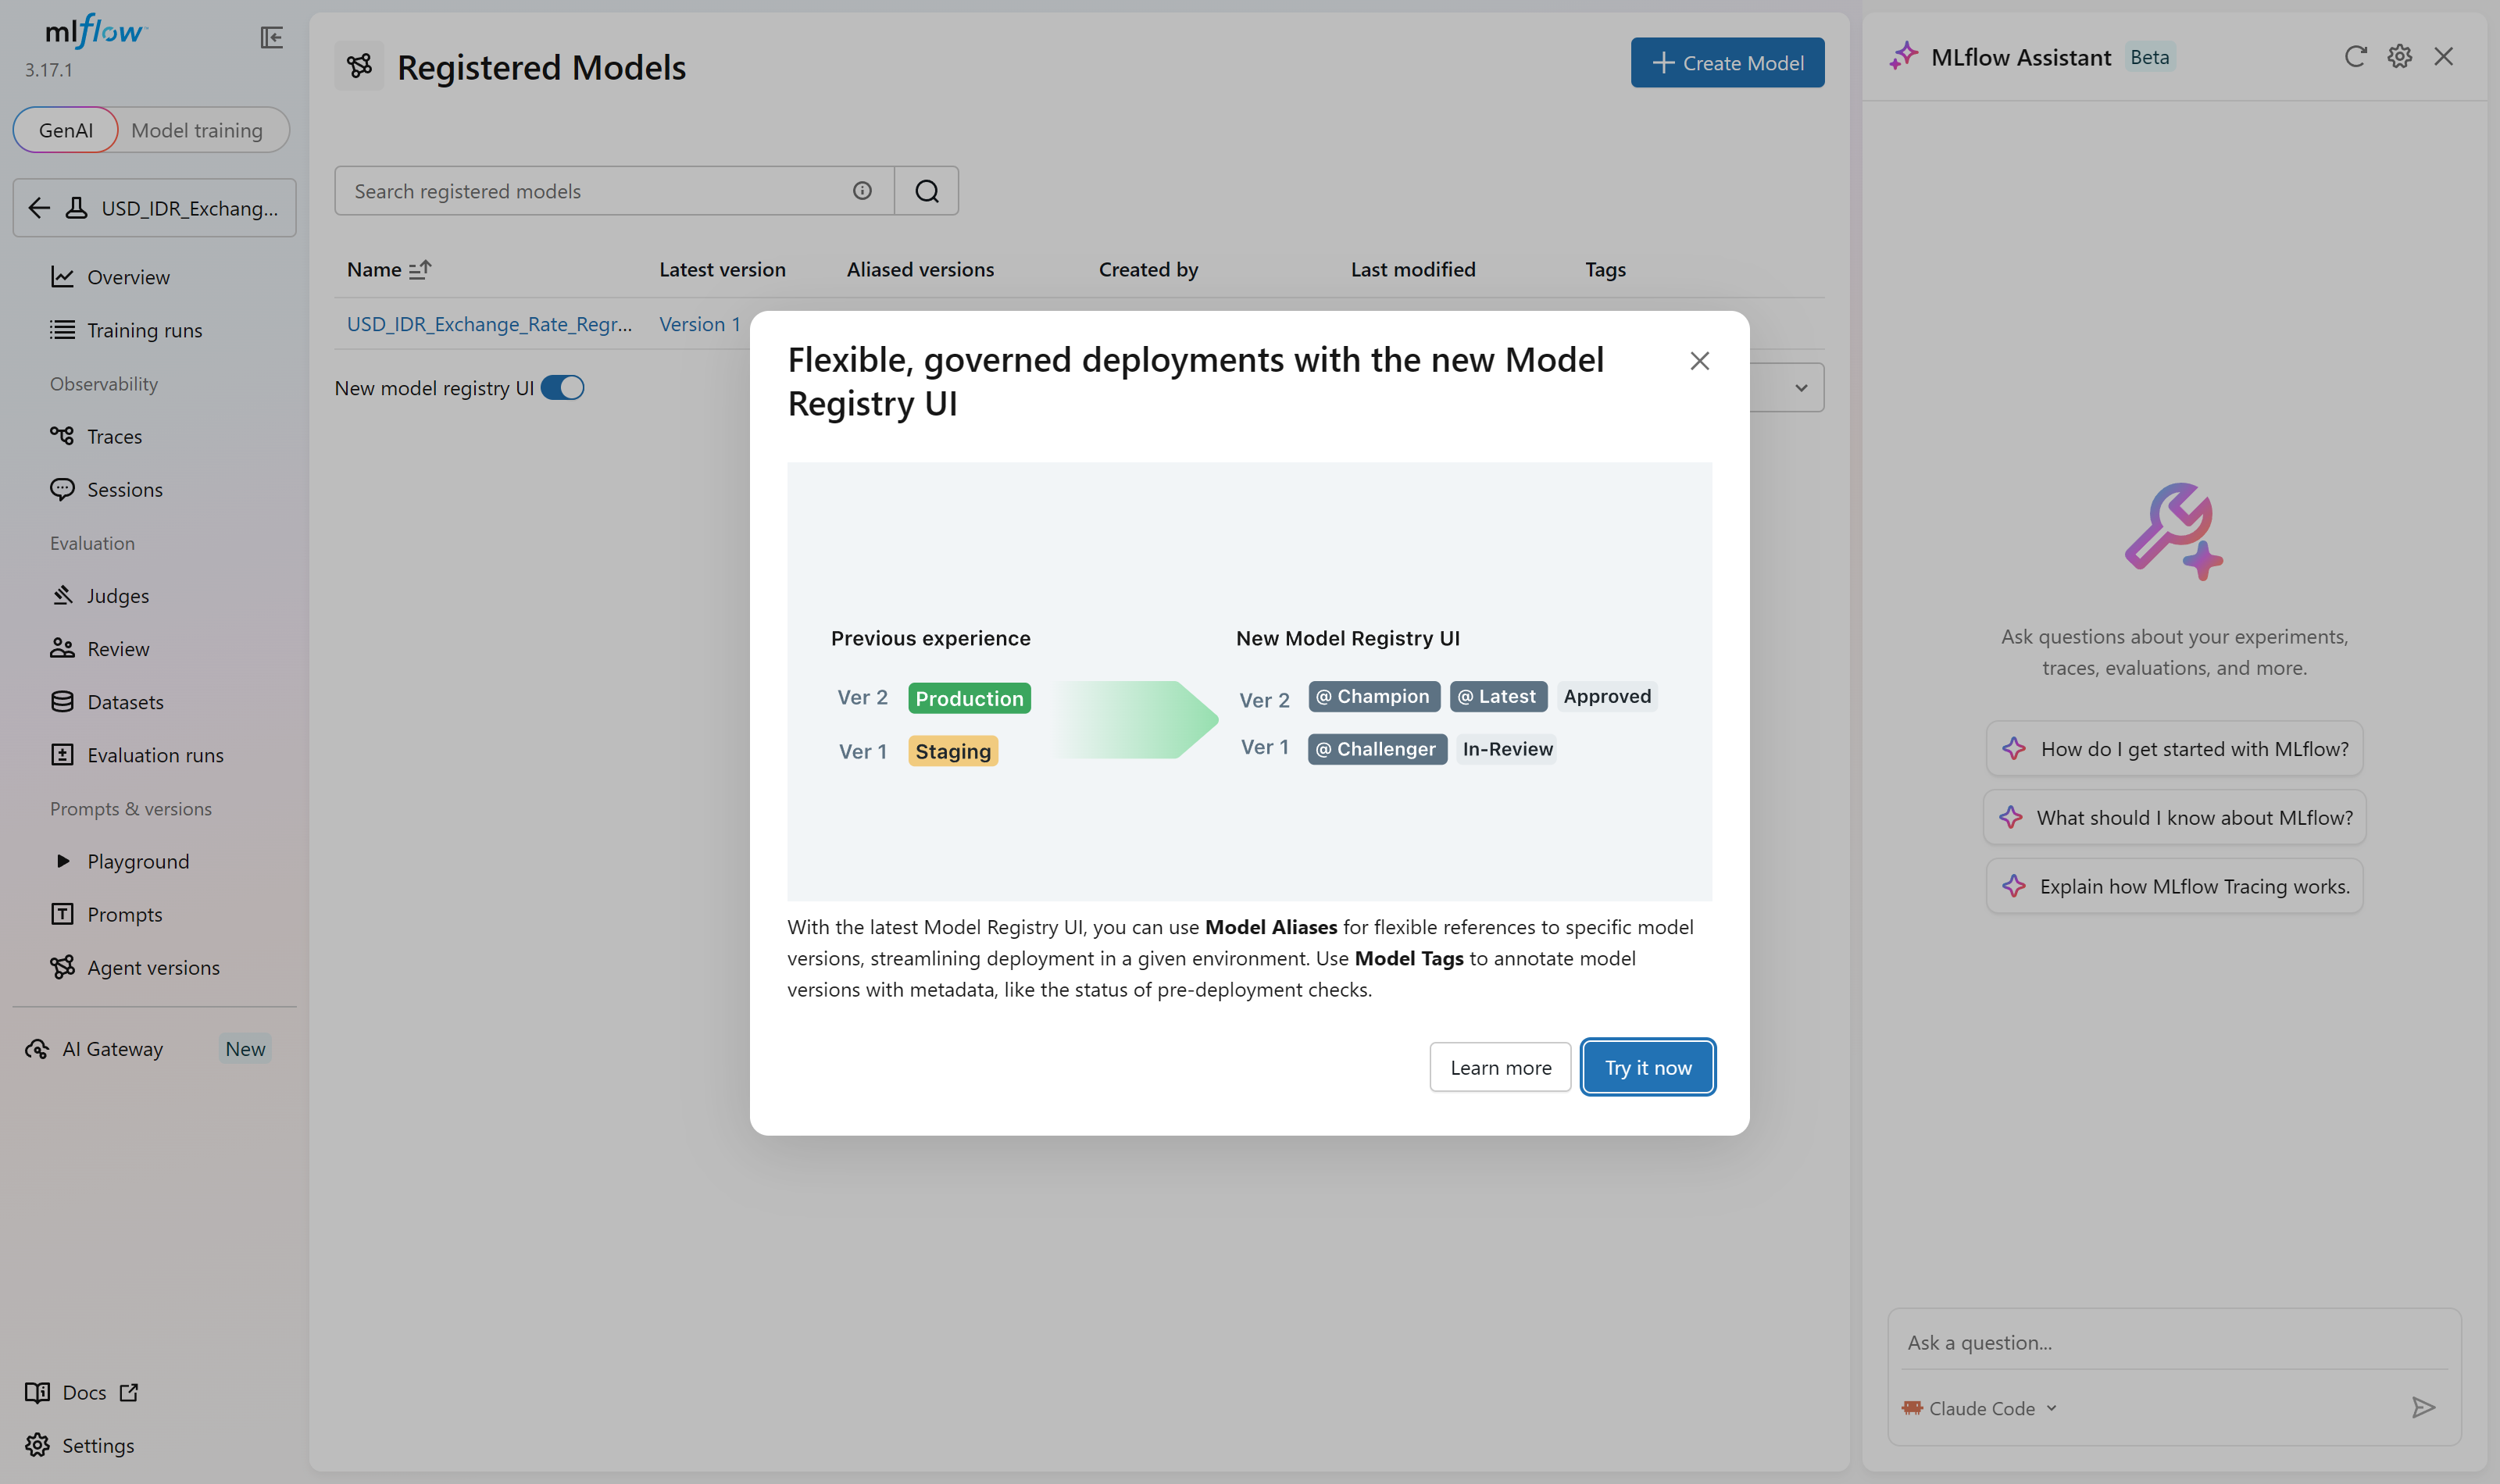 mlflow
3.17.1
GenAI
Model training
USD_IDR_Exchang...
Overview
Training runs
Observability
Traces
Sessions
Evaluation
Judges
Review
Datasets
Evaluation runs
Prompts & versions
Playground
Prompts
Agent versions
AI Gateway
New
Docs
Settings
Registered Models
Create Model
Search registered models
Name
Latest version
Aliased versions
Created by
Last modified
Tags
USD_IDR_Exchange_Rate_Regr...
Version 1
New model registry UI
Flexible, governed deployments with the new Model
Registry UI
Previous experience
Ver 2
Production
Ver 1
Staging
New Model Registry UI
Ver 2
@ Champion
@ Latest
Approved
Ver 1
@ Challenger
In-Review
With the latest Model Registry UI, you can use Model Aliases for flexible references to specific model
versions, streamlining deployment in a given environment. Use Model Tags to annotate model
versions with metadata, like the status of pre-deployment checks.
Learn more
Try it now
MLflow Assistant
Beta
Ask questions about your experiments,
traces, evaluations, and more.
How do I get started with MLflow?
What should I know about MLflow?
Explain how MLflow Tracing works.
Ask a question...
Claude Code